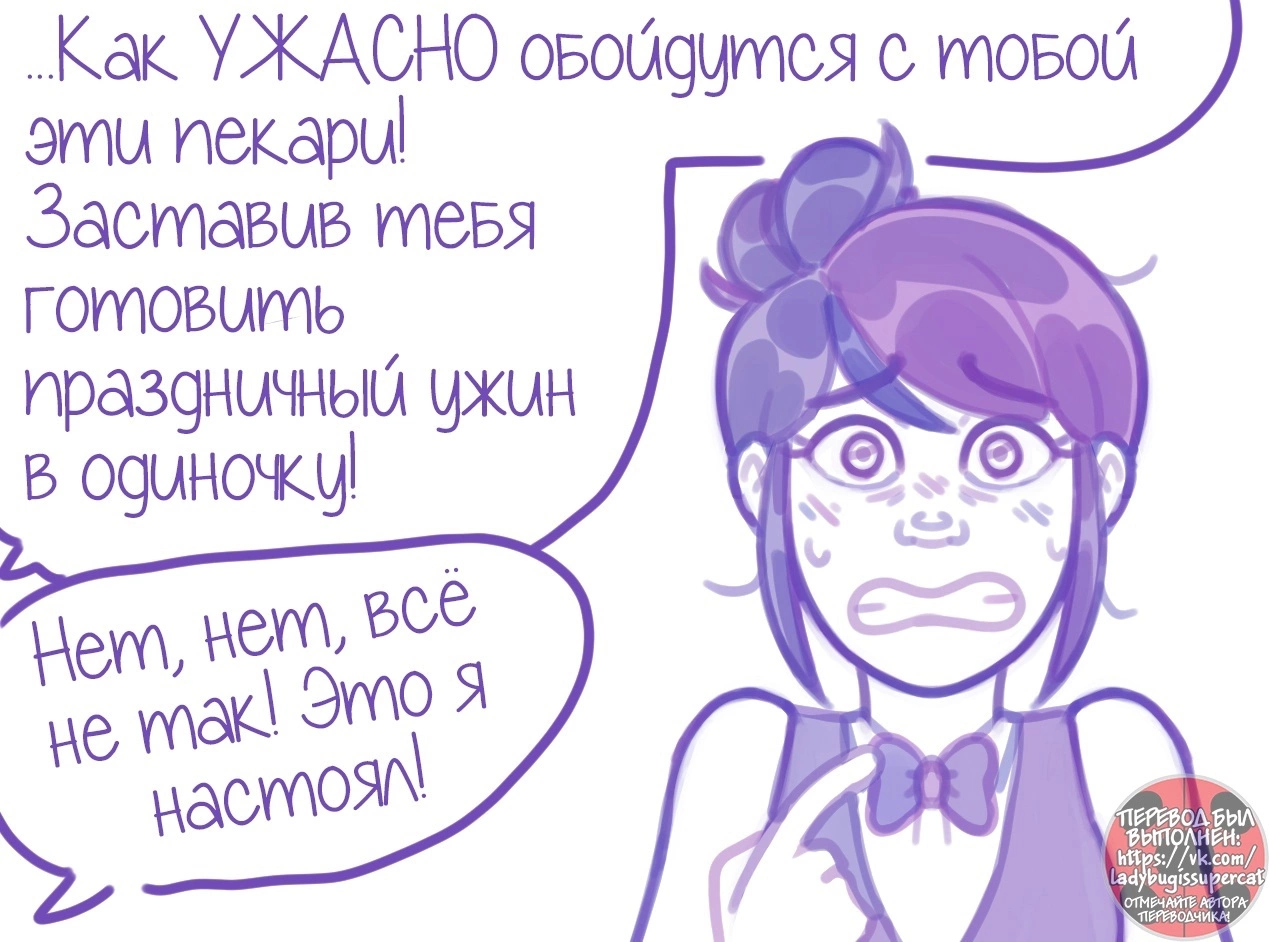 ...Как УЖАСНО обойдутся с тобой
эти пекари!
Заставив тебя
готовить
праздничный ужин
в одиночку!
Нет, нет, всё
не так! Это я
настоял!
ПЕРЕВОД БЫЛ
ВЫПОЛНЕН:
https://vk.com/
ladybugissupercat
ОТМЕЧАЙТЕ АВТОРА
ПЕРЕВОДЧИКА!